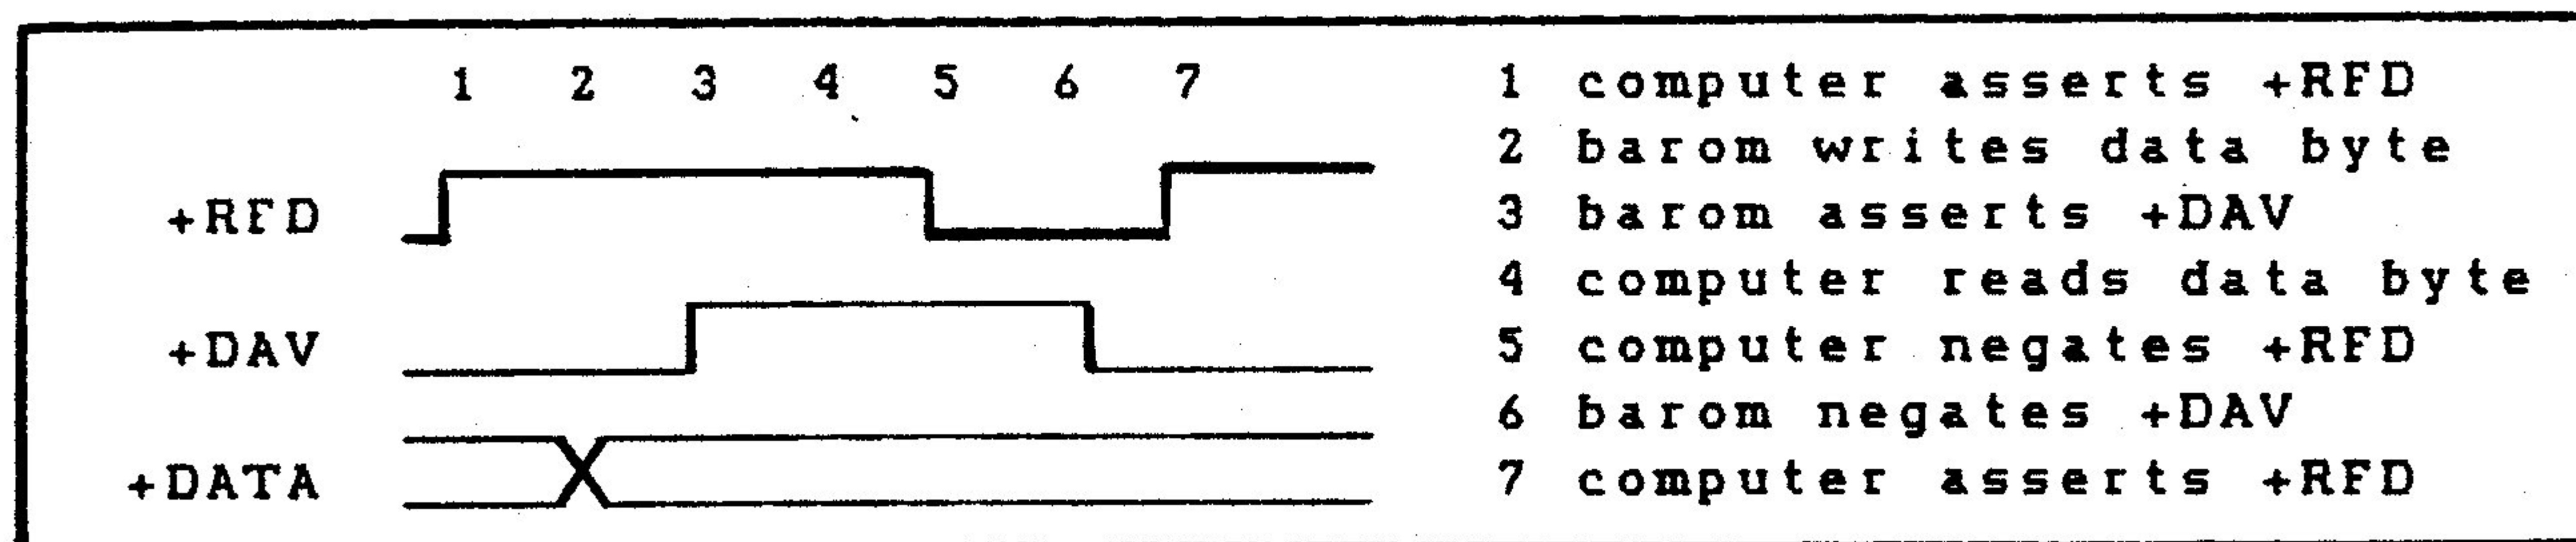 1 2 3 4 5 6 7
+RFD
+DAV
+DATA
1 computer asserts +RFD
2 barom writes data byte
3 barom asserts +DAV
4 computer reads data byte
5 computer negates +RFD
6 barom negates +DAV
7 computer asserts +RFD